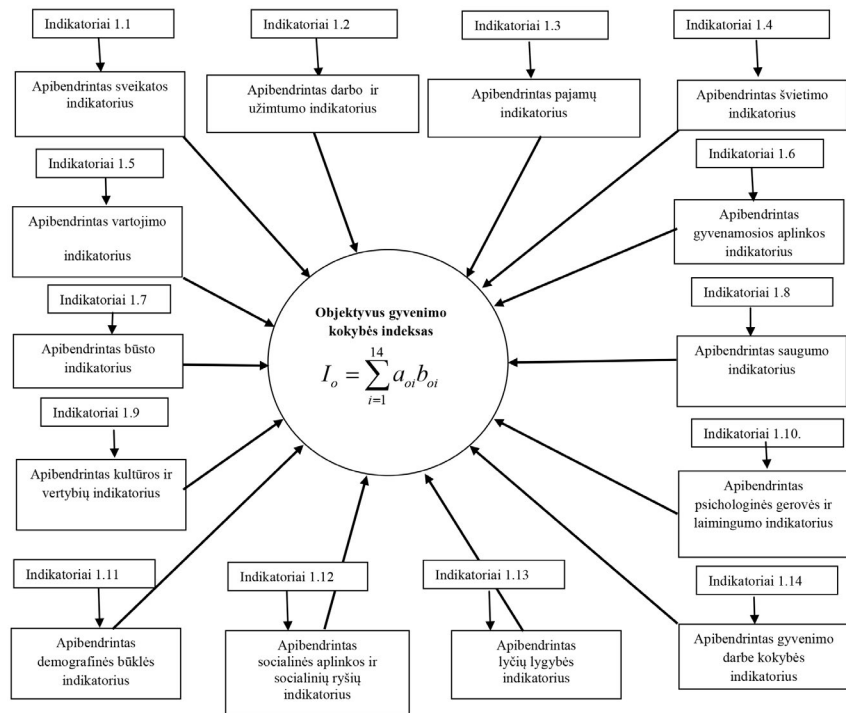 Indikatoriai 1.1
Indikatoriai 1.2
Indikatoriai 1.3
Indikatoriai 1.4
Apibendrintas sveikatos
indikatorius
Apibendrintas darbo ir
užimtumo indikatorius
Apibendrintas pajamų
indikatorius
Apibendrintas švietimo
indikatorius
Indikatoriai 1.5
Indikatoriai 1.6
Apibendrintas vartojimo
indikatorius
Apibendrintas
gyvenamosios aplinkos
indikatorius
Indikatoriai 1.7
Indikatoriai 1.8
Apibendrintas būsto
indikatorius
Objektyvus gyvenimo
kokybės indeksas
I_o = \sum_{i=1}^{14} a_{oi} b_{oi}
Apibendrintas saugumo
indikatorius
Indikatoriai 1.9
Indikatoriai 1.10.
Apibendrintas kultūros ir
vertybių indikatorius
Apibendrintas
psichologinės gerovės ir
laimingumo indikatorius
Indikatoriai 1.11
Indikatoriai 1.12
Indikatoriai 1.13
Indikatoriai 1.14
Apibendrintas
demografinės būklės
indikatorius
Apibendrintas
socialinės aplinkos ir
socialinių ryšių
indikatorius
Apibendrintas
lyčių lygybės
indikatorius
Apibendrintas gyvenimo
darbe kokybės
indikatorius